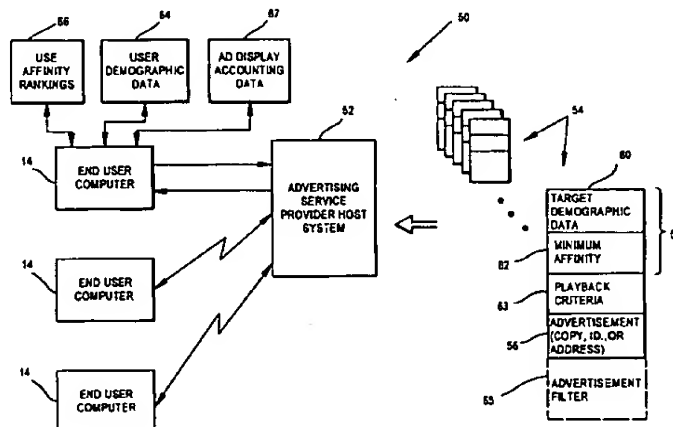 66
64
67
50
USE
AFFINITY
RANKINGS
USER
DEMOGRAPHIC
DATA
AD DISPLAY
ACCOUNTING
DATA
52
54
14
END USER
COMPUTER
ADVERTISING
SERVICE
PROVIDER HOST
SYSTEM
60
TARGET
DEMOGRAPHIC
DATA
62
MINIMUM
AFFINITY
14
END USER
COMPUTER
63
PLAYBACK
CRITERIA
56
ADVERTISEMENT
(COPY, ID., OR
ADDRESS)
14
END USER
COMPUTER
65
ADVERTISEMENT
FILTER